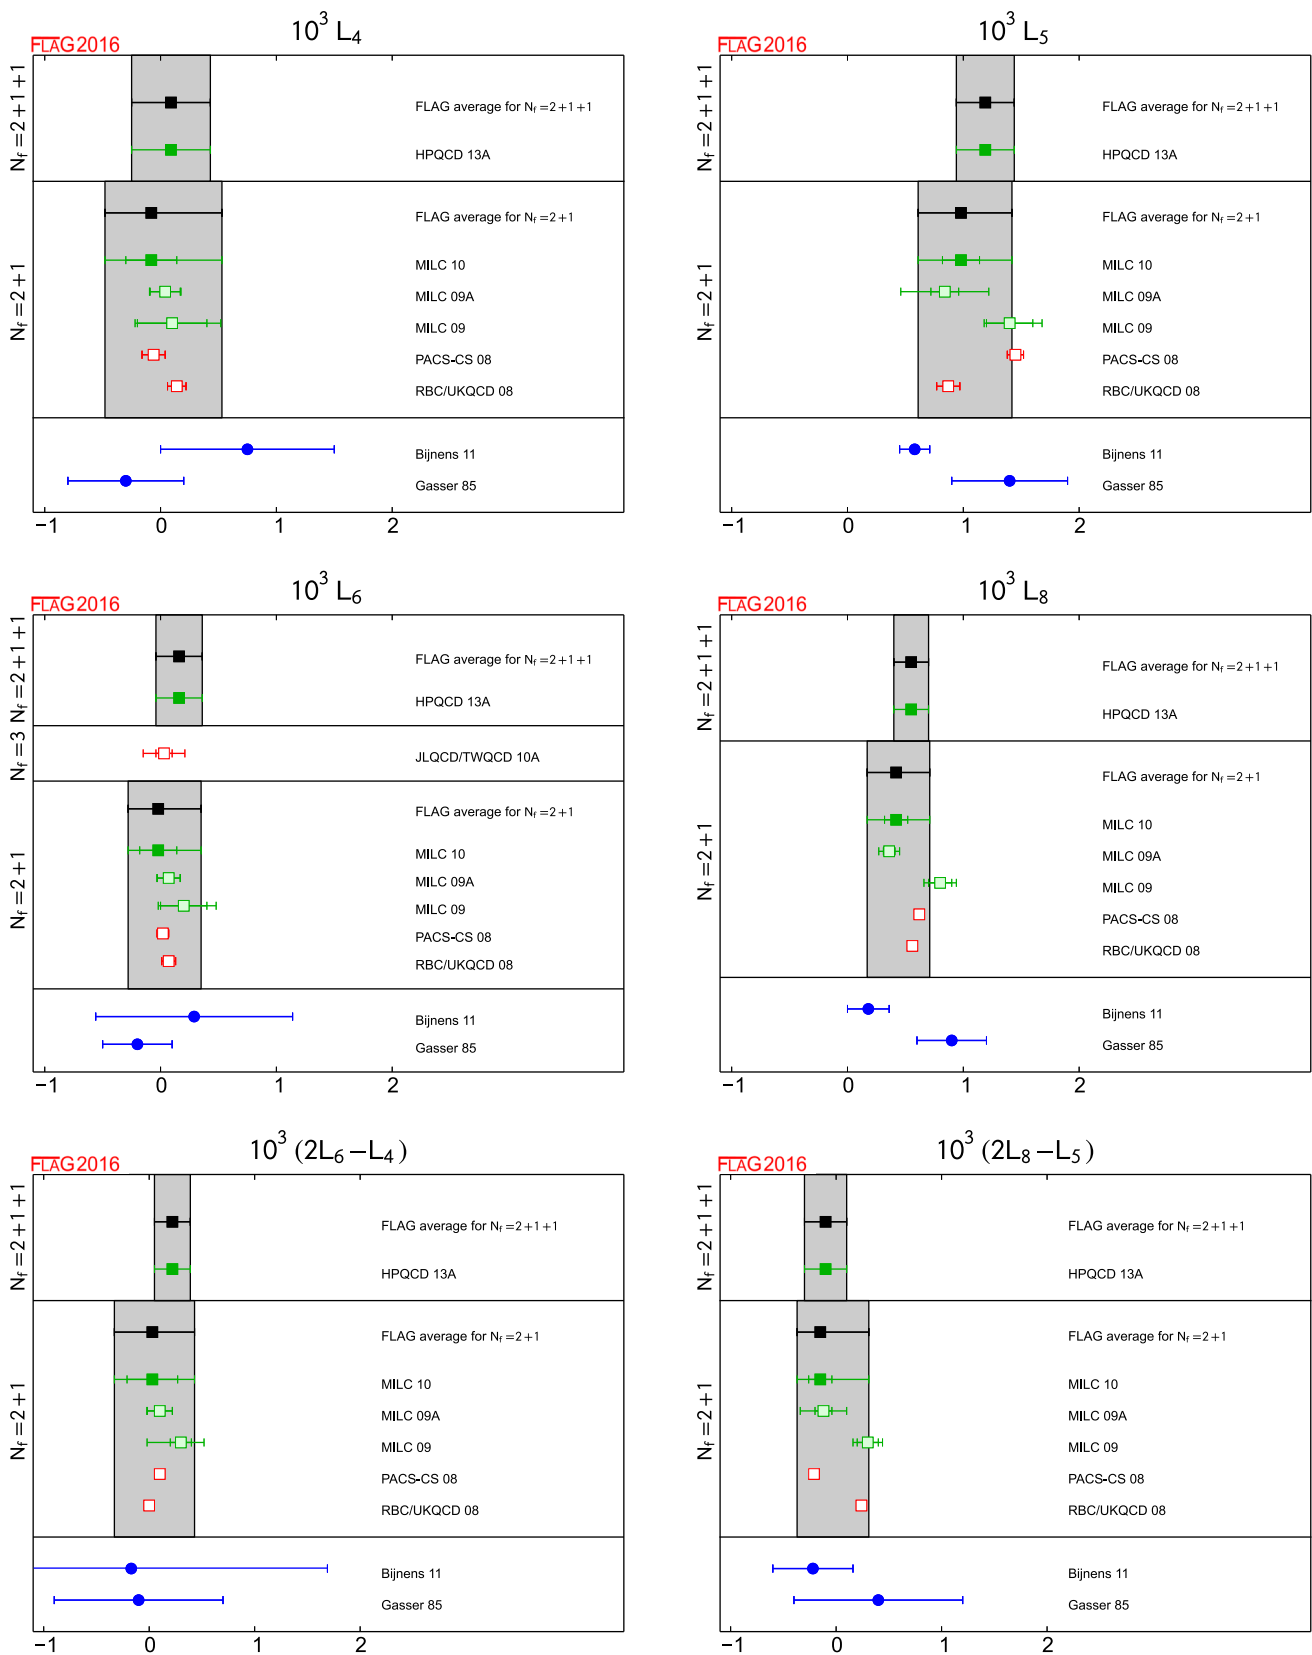 10³ L₄
FLAG2016
N_f = 2+1+1
FLAG average for N_f = 2+1+1
HPQCD 13A
N_f = 2+1
FLAG average for N_f = 2+1
MILC 10
MILC 09A
MILC 09
PACS-CS 08
RBC/UKQCD 08
Bijnens 11
Gasser 85
−1 0 1 2
10³ L₅
FLAG2016
N_f = 2+1+1
FLAG average for N_f = 2+1+1
HPQCD 13A
N_f = 2+1
FLAG average for N_f = 2+1
MILC 10
MILC 09A
MILC 09
PACS-CS 08
RBC/UKQCD 08
Bijnens 11
Gasser 85
−1 0 1 2
10³ L₆
FLAG2016
N_f = 2+1+1
FLAG average for N_f = 2+1+1
HPQCD 13A
N_f = 3
JLQCD/TWQCD 10A
N_f = 2+1
FLAG average for N_f = 2+1
MILC 10
MILC 09A
MILC 09
PACS-CS 08
RBC/UKQCD 08
Bijnens 11
Gasser 85
−1 0 1 2
10³ L₈
FLAG2016
N_f = 2+1+1
FLAG average for N_f = 2+1+1
HPQCD 13A
N_f = 2+1
FLAG average for N_f = 2+1
MILC 10
MILC 09A
MILC 09
PACS-CS 08
RBC/UKQCD 08
Bijnens 11
Gasser 85
−1 0 1 2
10³ (2L₆−L₄)
FLAG2016
N_f = 2+1+1
FLAG average for N_f = 2+1+1
HPQCD 13A
N_f = 2+1
FLAG average for N_f = 2+1
MILC 10
MILC 09A
MILC 09
PACS-CS 08
RBC/UKQCD 08
Bijnens 11
Gasser 85
−1 0 1 2
10³ (2L₈−L₅)
FLAG2016
N_f = 2+1+1
FLAG average for N_f = 2+1+1
HPQCD 13A
N_f = 2+1
FLAG average for N_f = 2+1
MILC 10
MILC 09A
MILC 09
PACS-CS 08
RBC/UKQCD 08
Bijnens 11
Gasser 85
−1 0 1 2